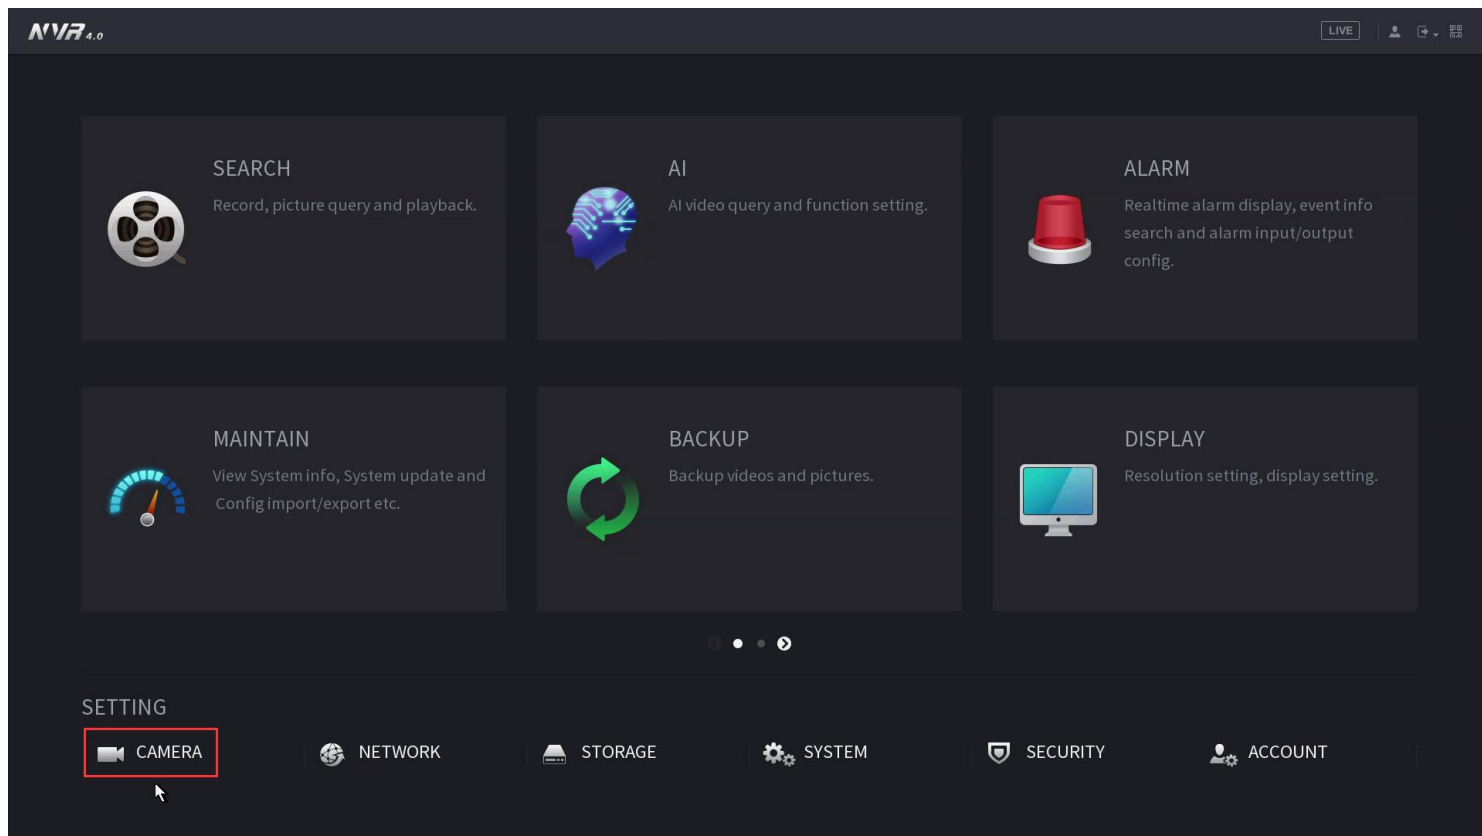 NVR 4.0
LIVE
SEARCH
Record, picture query and playback.
AI
AI video query and function setting.
ALARM
Realtime alarm display, event info
search and alarm input/output
config.
MAINTAIN
View System info, System update and
Config import/export etc.
BACKUP
Backup videos and pictures.
DISPLAY
Resolution setting, display setting.
SETTING
CAMERA
NETWORK
STORAGE
SYSTEM
SECURITY
ACCOUNT